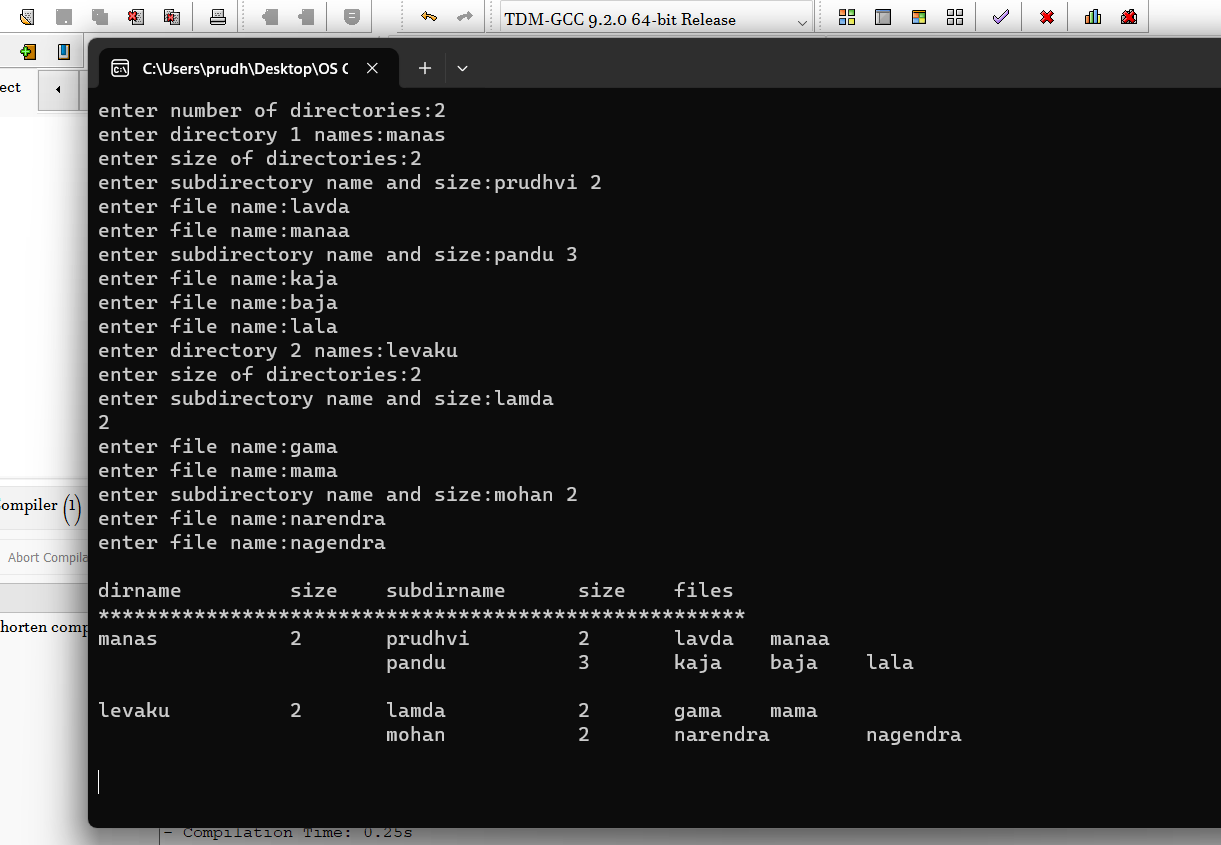 TDM-GCC 9.2.0 64-bit Release
C:\Users\prudh\Desktop\OS C
ect
enter number of directories:2
enter directory 1 names:manas
enter size of directories:2
enter subdirectory name and size:prudhvi 2
enter file name:lavda
enter file name:manaa
enter subdirectory name and size:pandu 3
enter file name:kaja
enter file name:baja
enter file name:lala
enter directory 2 names:levaku
enter size of directories:2
enter subdirectory name and size:lamda
2
enter file name:gama
enter file name:mama
enter subdirectory name and size:mohan 2
enter file name:narendra
enter file name:nagendra
dirname size subdirname size files
******************************************************
manas 2 prudhvi 2 lavda manaa
pandu 3 kaja baja lala
levaku 2 lamda 2 gama mama
mohan 2 narendra nagendra
ompiler (1)
Abort Compila
horten comp
- Compilation Time: 0.25s